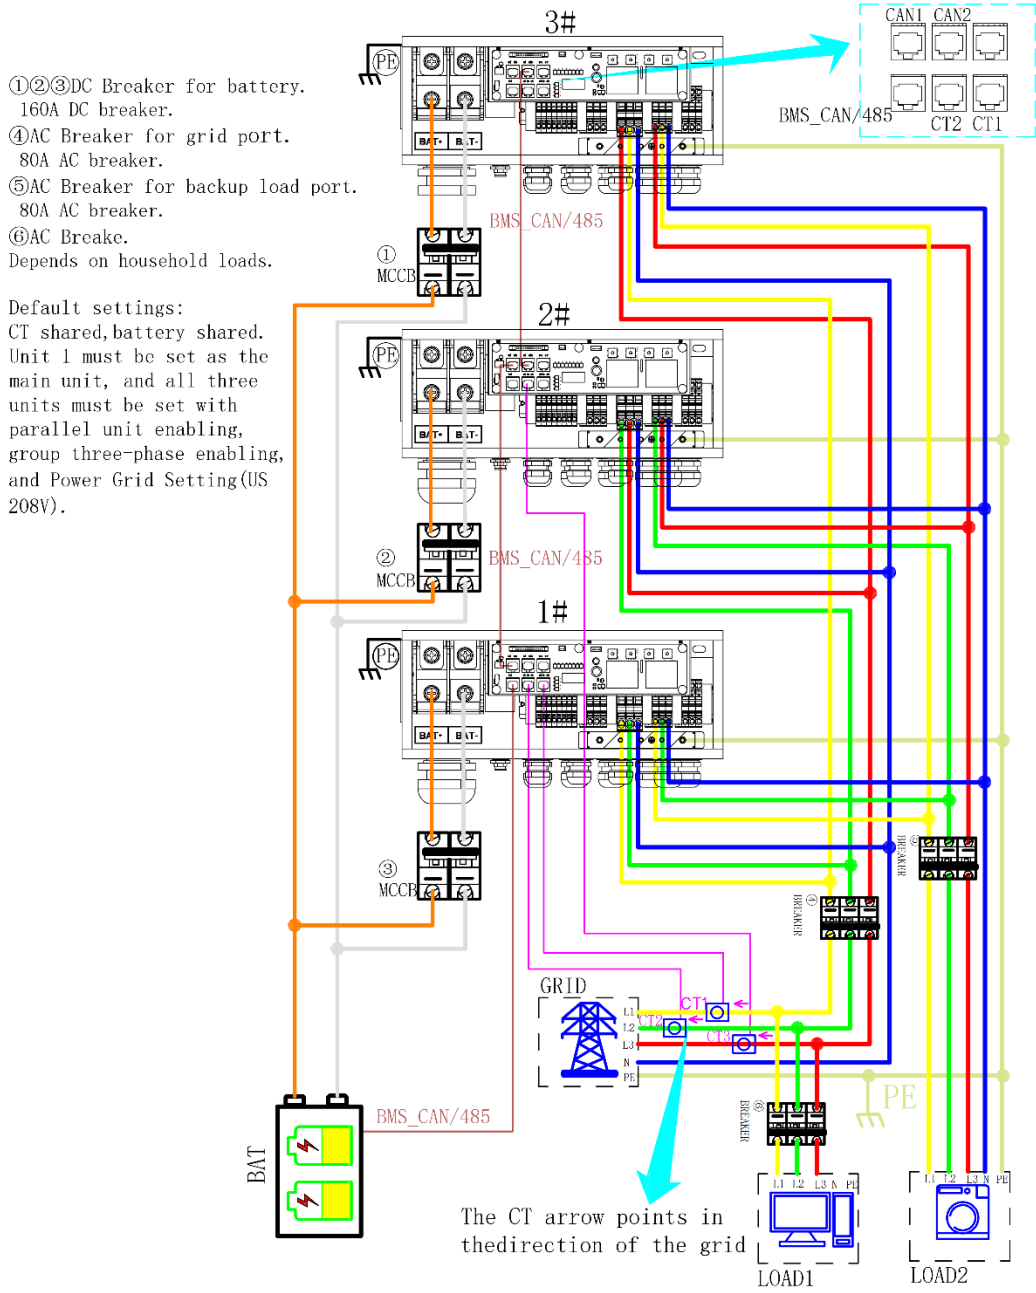 3#
CAN1 CAN2
BMS_CAN/485
CT2 CT1
①②③DC Breaker for battery.
160A DC breaker.
④AC Breaker for grid port.
80A AC breaker.
⑤AC Breaker for backup load port.
80A AC breaker.
⑥AC Breake.
Depends on household loads.
Default settings:
CT shared,battery shared.
Unit 1 must be set as the
main unit, and all three
units must be set with
parallel unit enabling,
group three-phase enabling,
and Power Grid Setting(US
208V).
PE
BAT+ BAT-
BMS_CAN/485
①
MCCB
2#
PE
BAT+ BAT-
BMS_CAN/485
②
MCCB
1#
PE
BAT+ BAT-
③
MCCB
⑤
BREAKER
④
BREAKER
GRID
L1
L2
L3
N
PE
CT1
CT2
CT3
PE
⑥
BREAKER
BMS_CAN/485
BAT
L1 L2 L3 N PE
L1 L2 L3 N PE
The CT arrow points in
thedirection of the grid
LOAD1
LOAD2